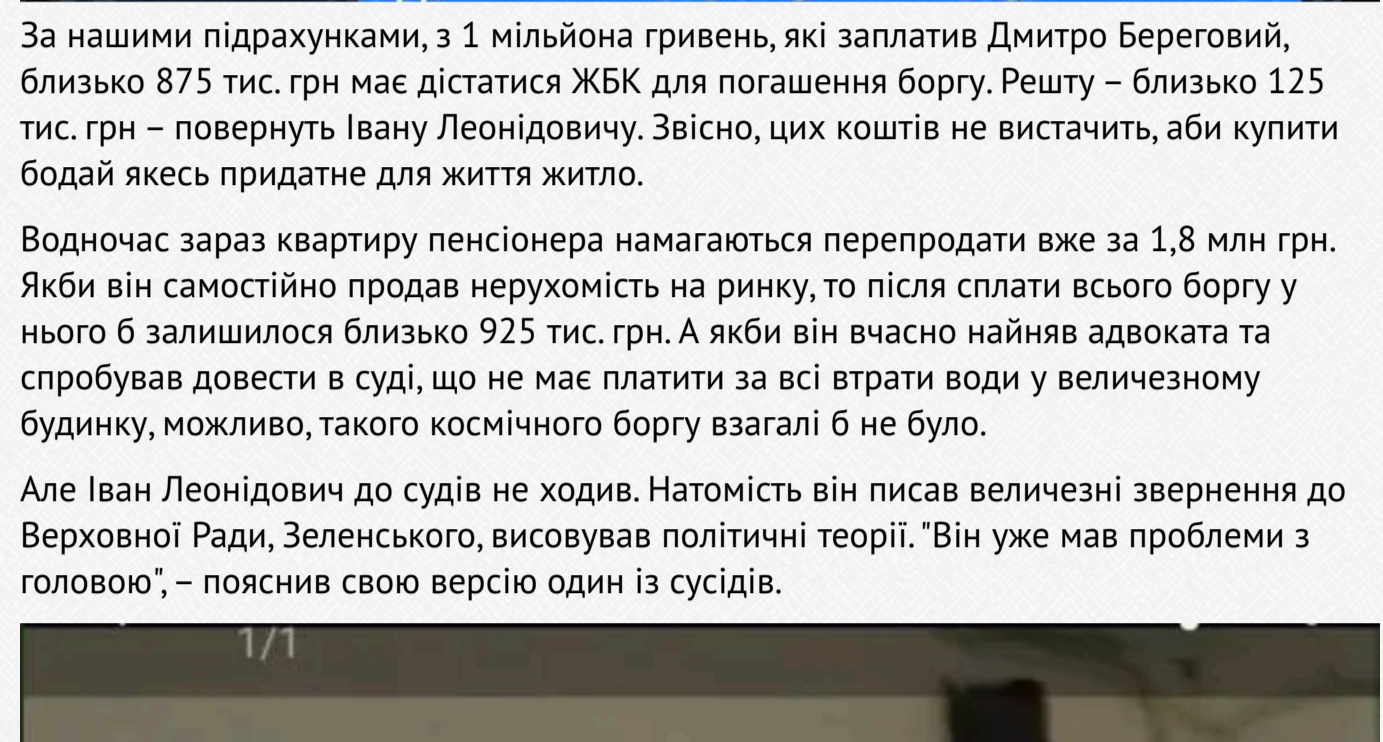 За нашими підрахунками, з 1 мільйона гривень, які заплатив Дмитро Береговий,
близько 875 тис. грн має дістатися ЖБК для погашення боргу. Решту – близько 125
тис. грн – повернуть Івану Леонідовичу. Звісно, цих коштів не вистачить, аби купити
бодай якесь придатне для життя житло.
Водночас зараз квартиру пенсіонера намагаються перепродати вже за 1,8 млн грн.
Якби він самостійно продав нерухомість на ринку, то після сплати всього боргу у
нього б залишилося близько 925 тис. грн. А якби він вчасно найняв адвоката та
спробував довести в суді, що не має платити за всі втрати води у величезному
будинку, можливо, такого космічного боргу взагалі б не було.
Але Іван Леонідович до судів не ходив. Натомість він писав величезні звернення до
Верховної Ради, Зеленського, висовував політичні теорії. "Він уже мав проблеми з
головою", – пояснив свою версію один із сусідів.
1/1